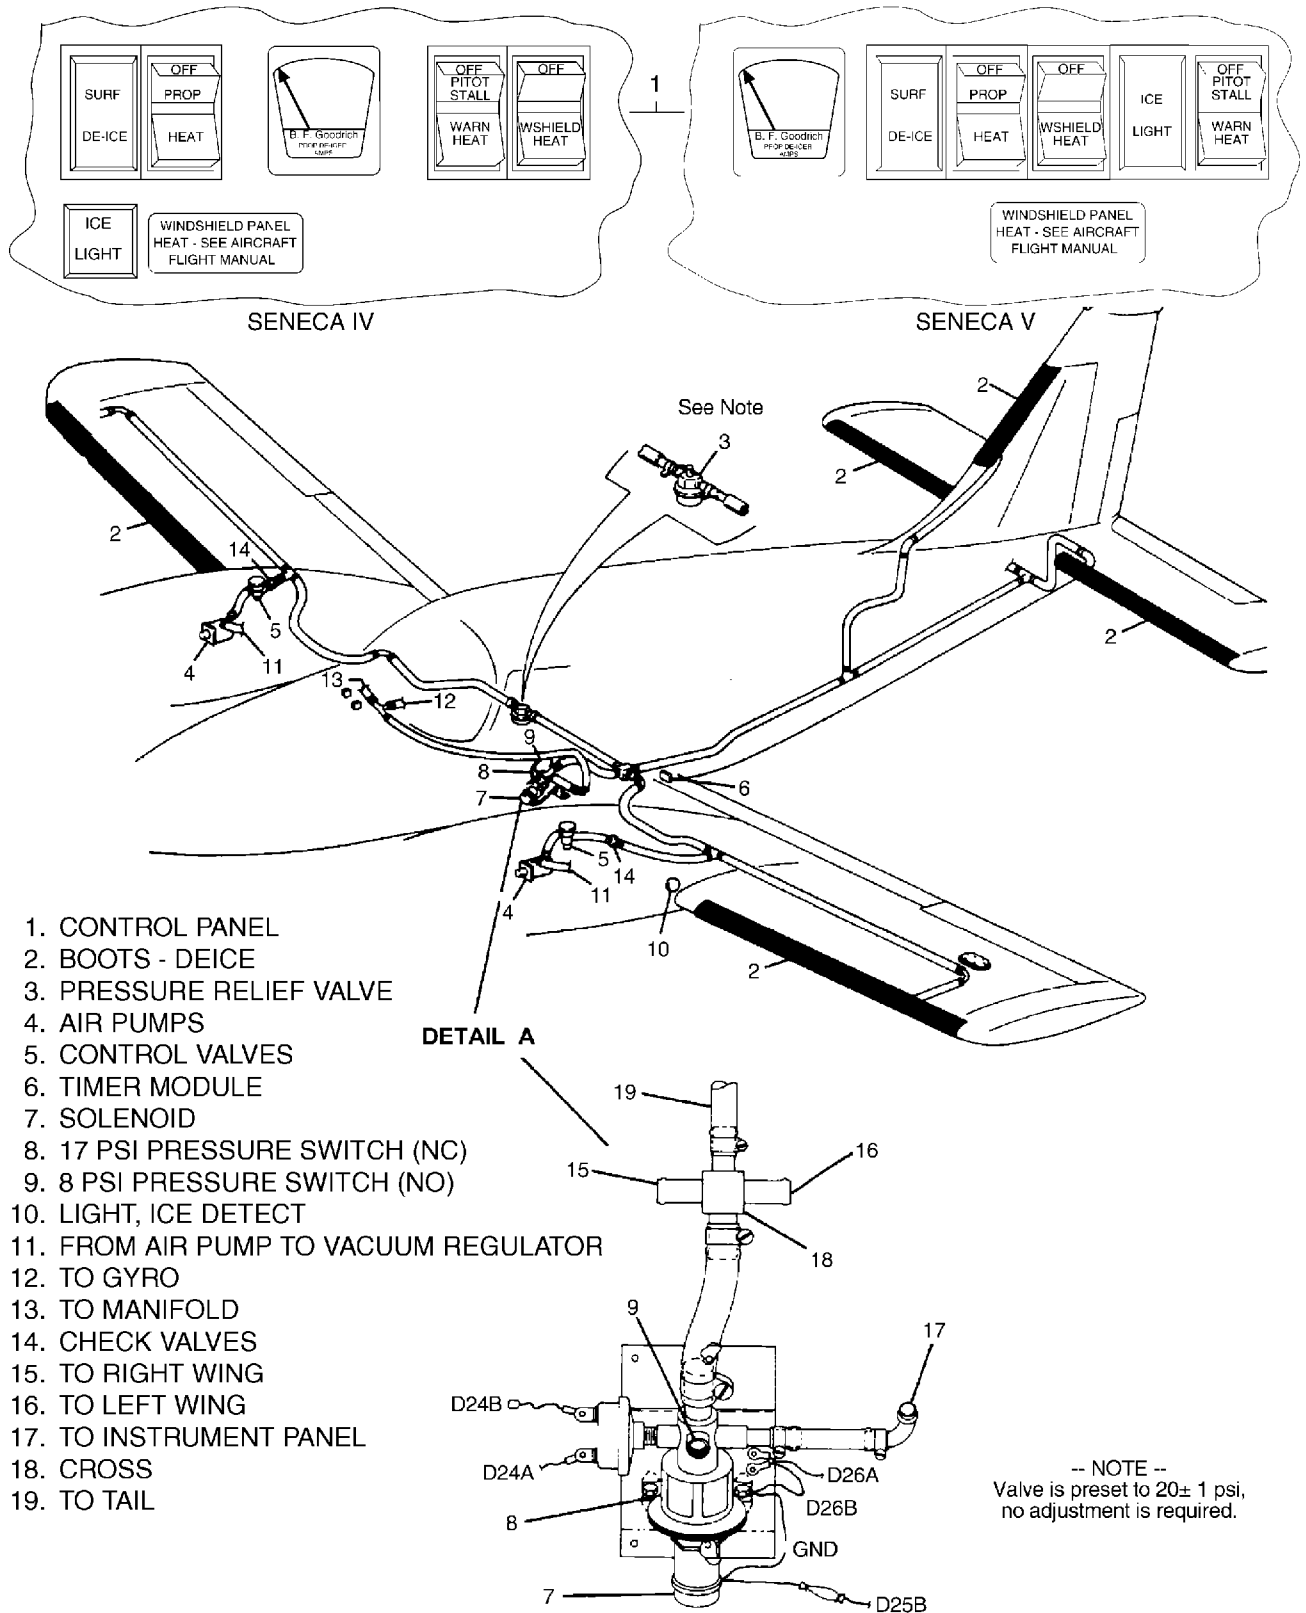 SURF
DE-ICE
OFF
PROP
HEAT
B. F. Goodrich
PROP DE-ICER
AMPS
OFF
PITOT
STALL
WARN
HEAT
OFF
WSHIELD
HEAT
ICE
LIGHT
WINDSHIELD PANEL
HEAT - SEE AIRCRAFT
FLIGHT MANUAL
SENECA IV
1
B. F. Goodrich
PROP DE-ICER
AMPS
SURF
DE-ICE
OFF
PROP
HEAT
OFF
WSHIELD
HEAT
ICE
LIGHT
OFF
PITOT
STALL
WARN
HEAT
WINDSHIELD PANEL
HEAT - SEE AIRCRAFT
FLIGHT MANUAL
SENECA V
See Note
3
2
2
2
2
14
5
4
11
13
12
9
8
7
6
5
14
11
4
10
2
1. CONTROL PANEL
2. BOOTS - DEICE
3. PRESSURE RELIEF VALVE
4. AIR PUMPS
5. CONTROL VALVES
6. TIMER MODULE
7. SOLENOID
8. 17 PSI PRESSURE SWITCH (NC)
9. 8 PSI PRESSURE SWITCH (NO)
10. LIGHT, ICE DETECT
11. FROM AIR PUMP TO VACUUM REGULATOR
12. TO GYRO
13. TO MANIFOLD
14. CHECK VALVES
15. TO RIGHT WING
16. TO LEFT WING
17. TO INSTRUMENT PANEL
18. CROSS
19. TO TAIL
DETAIL A
19
15
16
18
9
17
D24B
D24A
D26A
D26B
8
GND
7
D25B
-- NOTE --
Valve is preset to 20± 1 psi,
no adjustment is required.